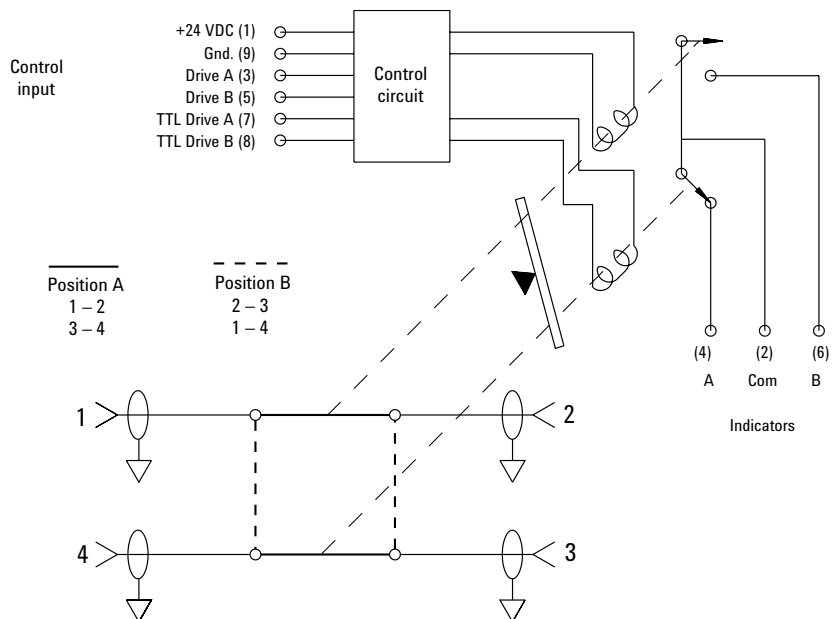 Control
input
+24 VDC (1)
Gnd. (9)
Drive A (3)
Drive B (5)
TTL Drive A (7)
TTL Drive B (8)
Control
circuit
Position A
1 – 2
3 – 4
Position B
2 – 3
1 – 4
(4)
(2)
(6)
A
Com
B
Indicators
1
2
4
3